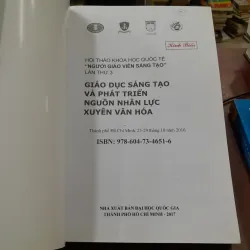 HỘI THẢO KHOA HỌC QUỐC TẾ
"NGƯỜI GIÁO VIÊN SÁNG TẠO"
LẦN THỨ 3
GIÁO DỤC SÁNG TẠO
VÀ PHÁT TRIỂN
NGUỒN NHÂN LỰC
XUYÊN VĂN HÓA
ISBN: 978-604-73-4651-6
NHÀ XUẤT BẢN ĐẠI HỌC QUỐC GIA
THÀNH PHỐ HỒ CHÍ MINH - 2017